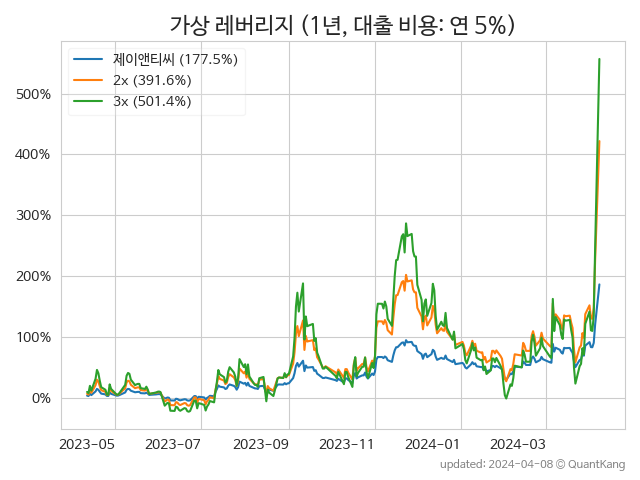 가상 레버리지 (1년, 대출 비용: 연 5%)
제이앤티씨 (177.5%)
2x (391.6%)
3x (501.4%)
500%
400%
300%
200%
100%
0%
2023-05 2023-07 2023-09 2023-11 2024-01 2024-03
updated: 2024-04-08 © QuantKang